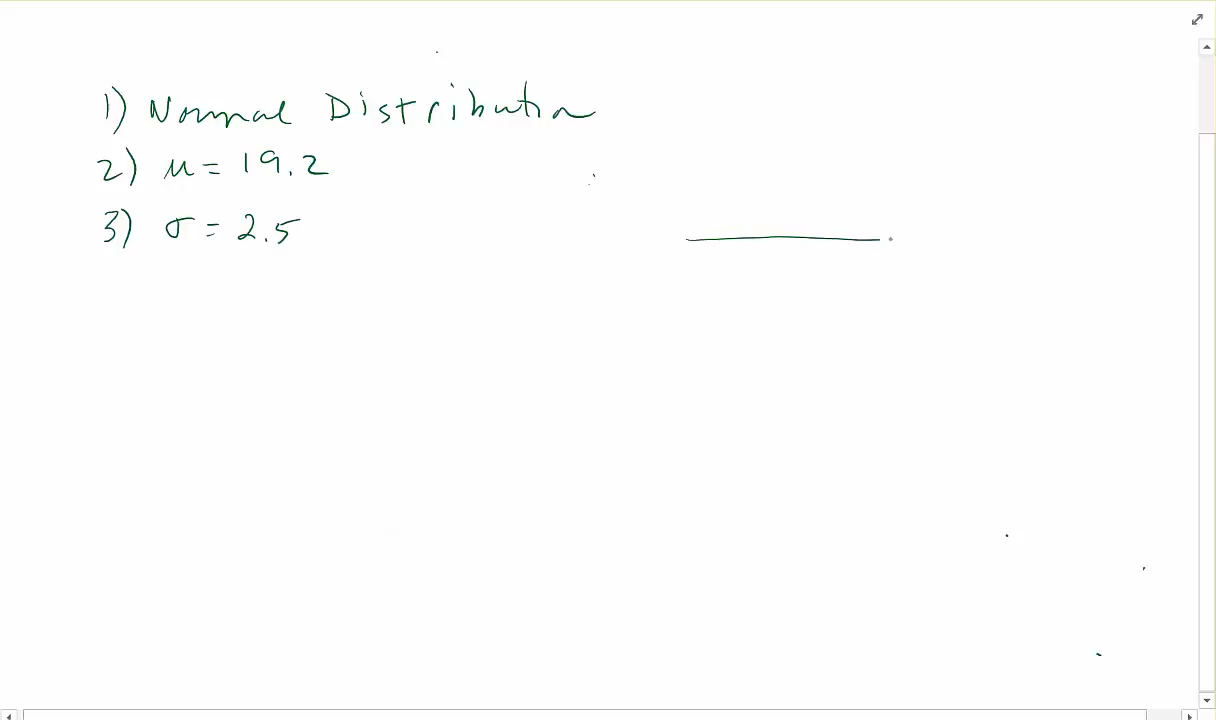 1) Normal Distribution
2) μ = 19.2
3) σ = 2.5